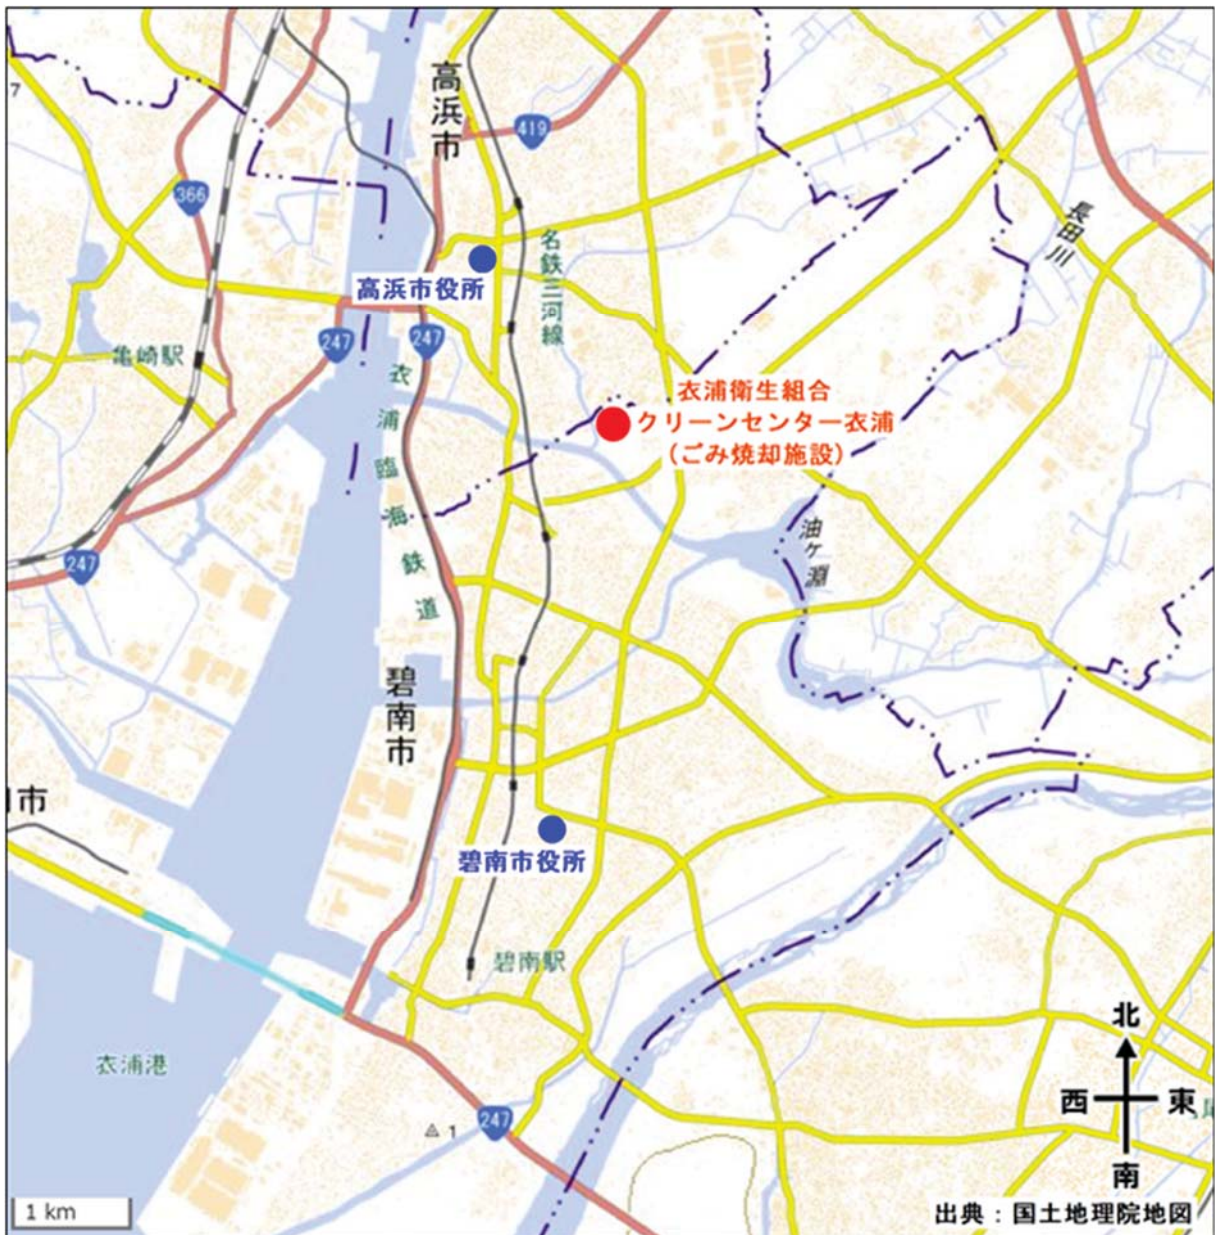 7
高浜市
419
366
長田川
名鉄三河線
高浜市役所
247
247
亀崎駅
衣浦臨海鉄道
衣浦衛生組合
クリーンセンター衣浦
(ごみ焼却施設)
油ヶ淵
247
碧南市
市
碧南市役所
碧南駅
衣浦港
北
西
東
南
247
1
1 km
出典：国土地理院地図